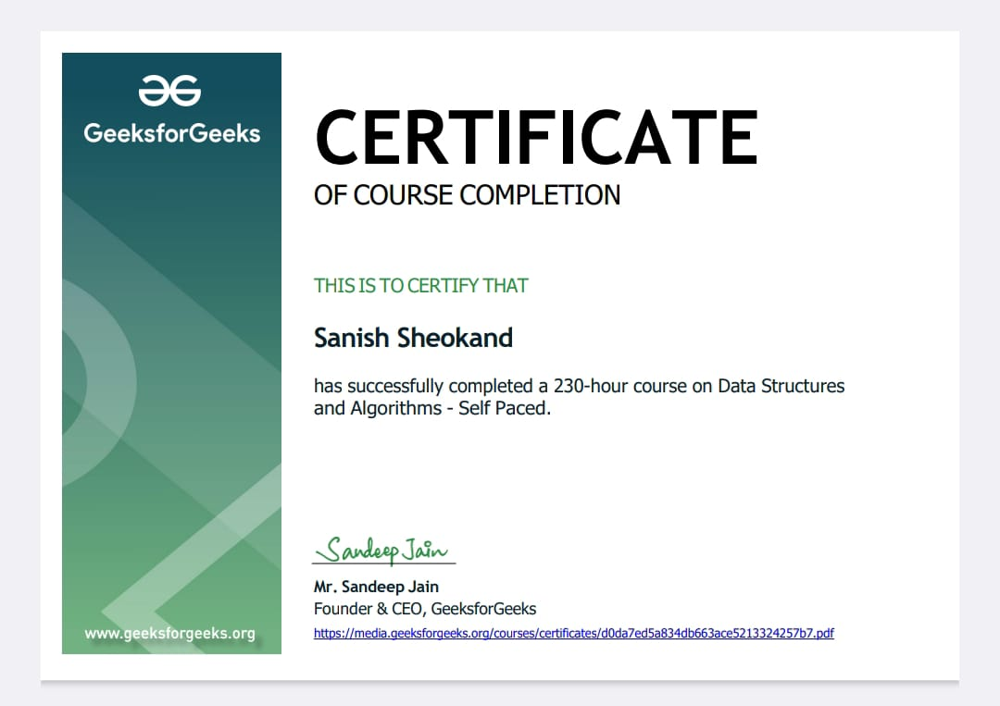 GeeksforGeeks
CERTIFICATE
OF COURSE COMPLETION
THIS IS TO CERTIFY THAT
Sanish Sheokand
has successfully completed a 230-hour course on Data Structures
and Algorithms - Self Paced.
Sandeep Jain
Mr. Sandeep Jain
Founder & CEO, GeeksforGeeks
https://media.geeksforgeeks.org/courses/certificates/d0da7ed5a834db663ace5213324257b7.pdf
www.geeksforgeeks.org